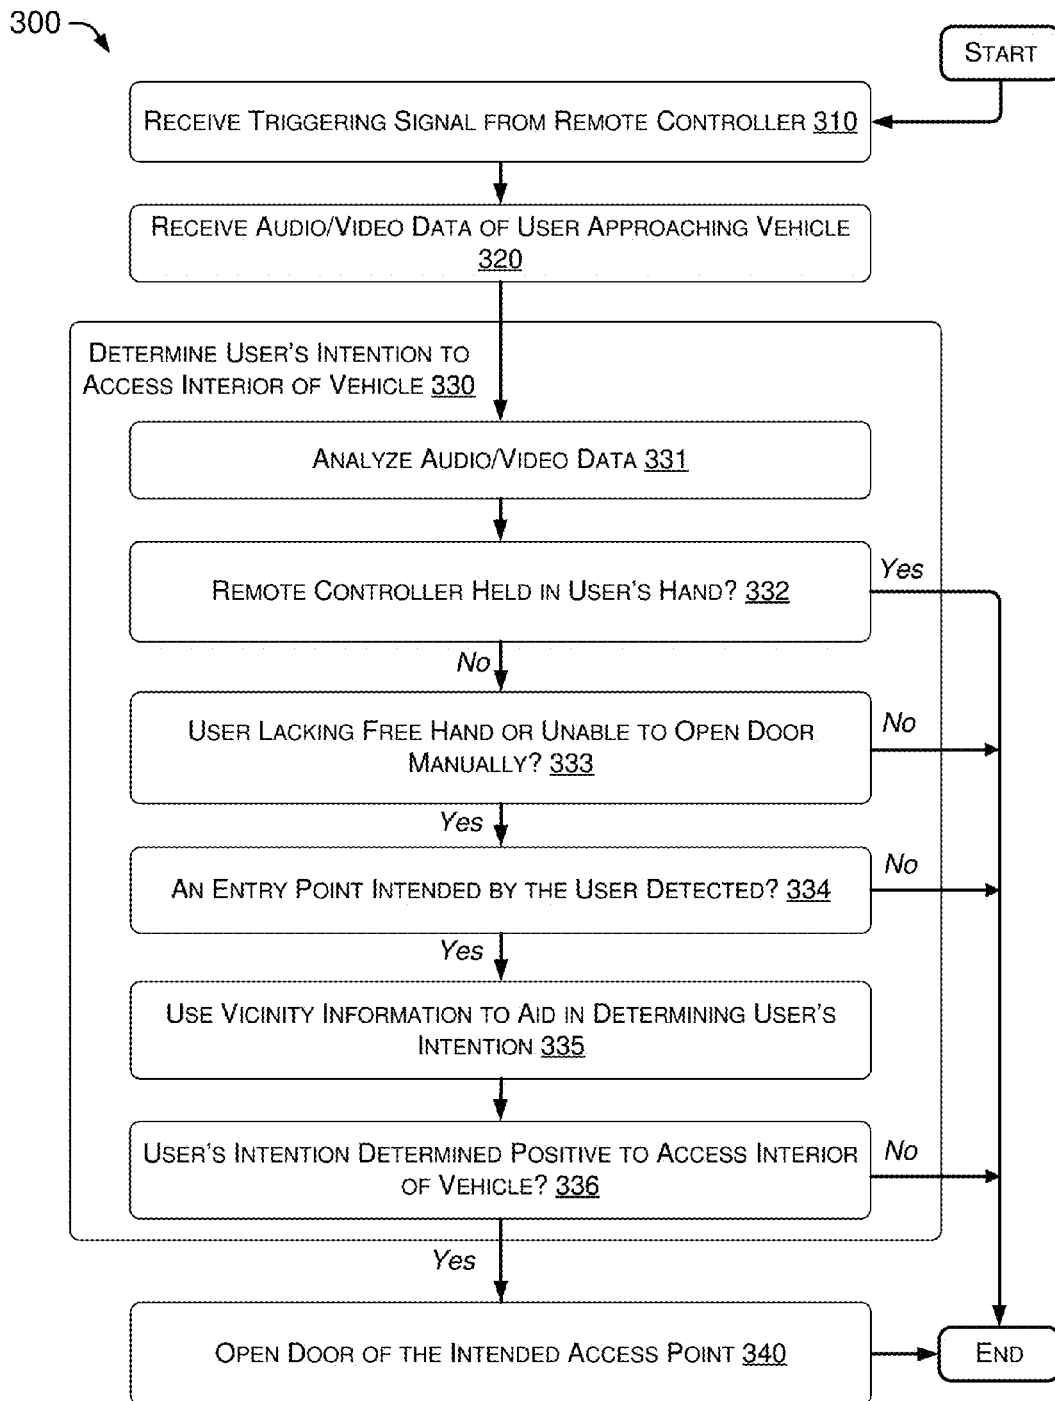 300
START
RECEIVE TRIGGERING SIGNAL FROM REMOTE CONTROLLER 310
RECEIVE AUDIO/VIDEO DATA OF USER APPROACHING VEHICLE
320
DETERMINE USER'S INTENTION TO
ACCESS INTERIOR OF VEHICLE 330
ANALYZE AUDIO/VIDEO DATA 331
REMOTE CONTROLLER HELD IN USER'S HAND? 332
Yes
No
USER LACKING FREE HAND OR UNABLE TO OPEN DOOR
MANUALLY? 333
No
Yes
AN ENTRY POINT INTENDED BY THE USER DETECTED? 334
No
Yes
USE VICINITY INFORMATION TO AID IN DETERMINING USER'S
INTENTION 335
USER'S INTENTION DETERMINED POSITIVE TO ACCESS INTERIOR
OF VEHICLE? 336
No
Yes
OPEN DOOR OF THE INTENDED ACCESS POINT 340
END